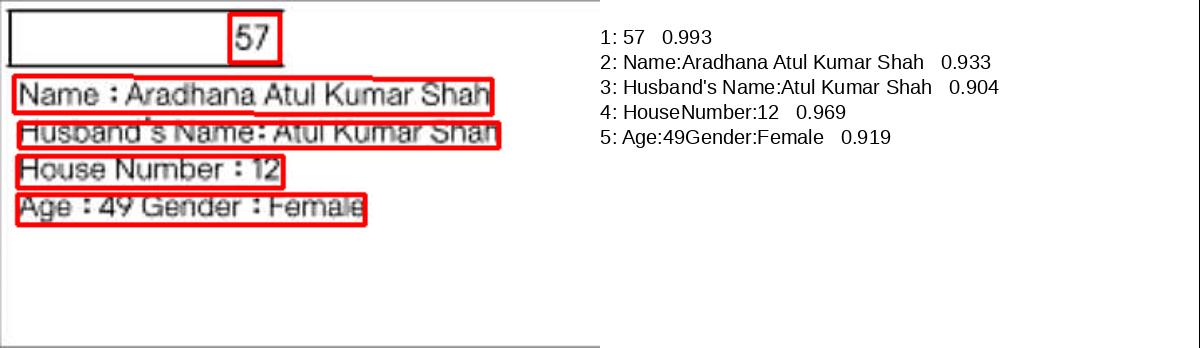 57
Name : Aradhana Atul Kumar Shah
Husband's Name: Atul Kumar Shah
House Number : 12
Age : 49 Gender : Female
1: 57 0.993
2: Name:Aradhana Atul Kumar Shah 0.933
3: Husband's Name:Atul Kumar Shah 0.904
4: HouseNumber:12 0.969
5: Age:49Gender:Female 0.919